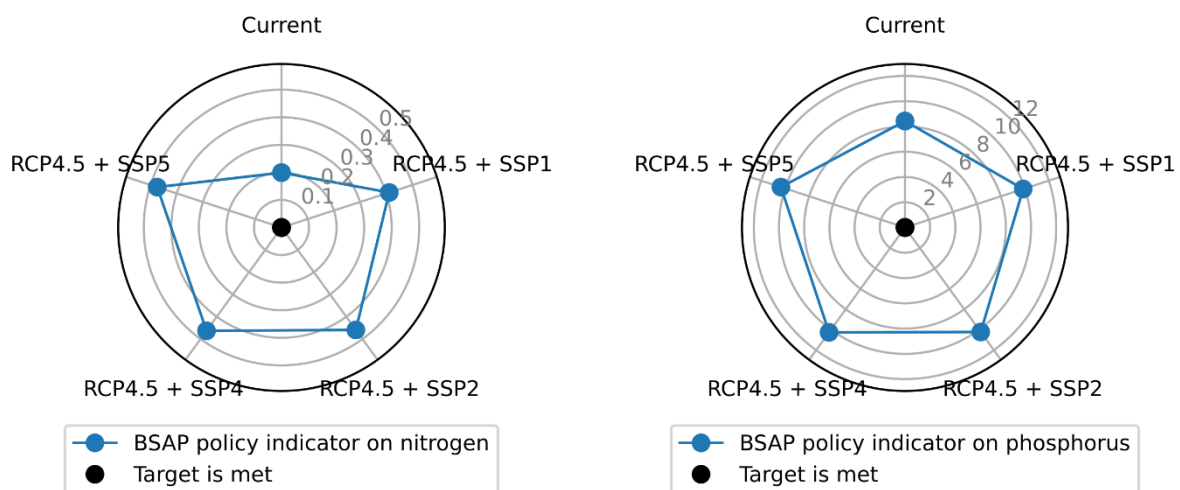 Current
0.5
0.4
0.3
0.2
0.1
RCP4.5 + SSP5
RCP4.5 + SSP1
RCP4.5 + SSP4
RCP4.5 + SSP2
BSAP policy indicator on nitrogen
Target is met
Current
12
10
8
6
4
2
RCP4.5 + SSP5
RCP4.5 + SSP1
RCP4.5 + SSP4
RCP4.5 + SSP2
BSAP policy indicator on phosphorus
Target is met